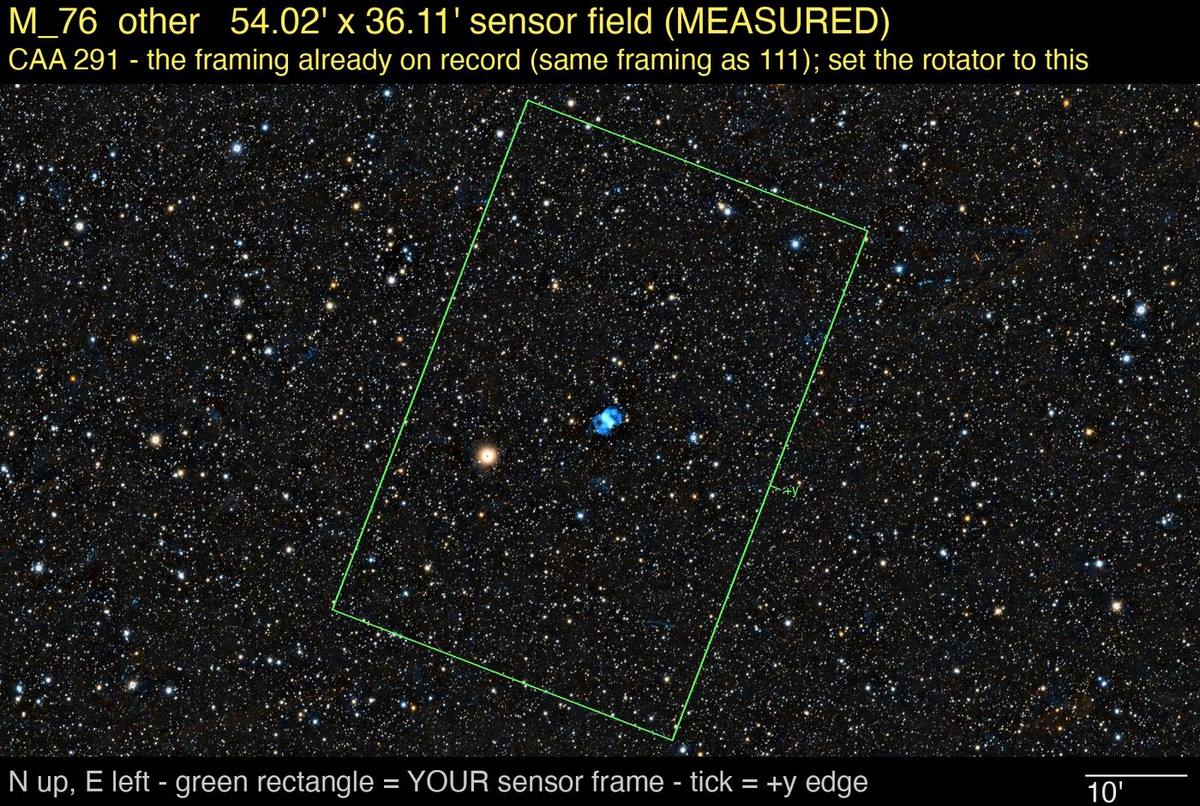 M_76 other 54.02' x 36.11' sensor field (MEASURED)
CAA 291 - the framing already on record (same framing as 111); set the rotator to this
+y
N up, E left - green rectangle = YOUR sensor frame - tick = +y edge
10'